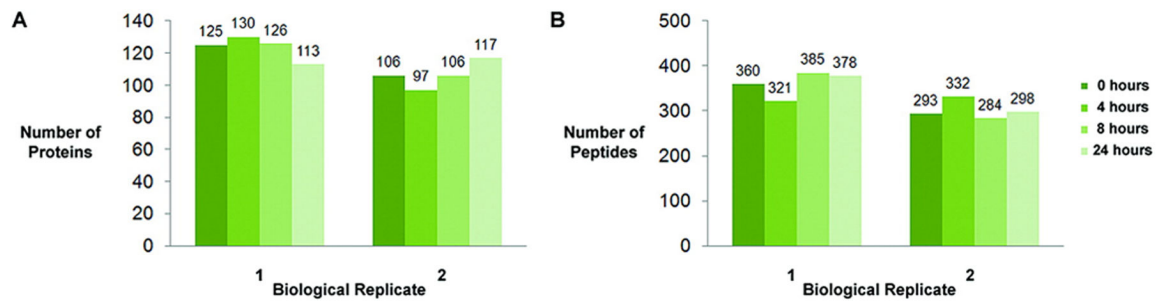 A
140
120
100
80
60
40
20
0
Number of
Proteins
125
130
126
113
106
97
106
117
1
2
Biological Replicate
B
500
400
300
200
100
0
Number of
Peptides
360
321
385
378
293
332
284
298
1
2
Biological Replicate
0 hours
4 hours
8 hours
24 hours